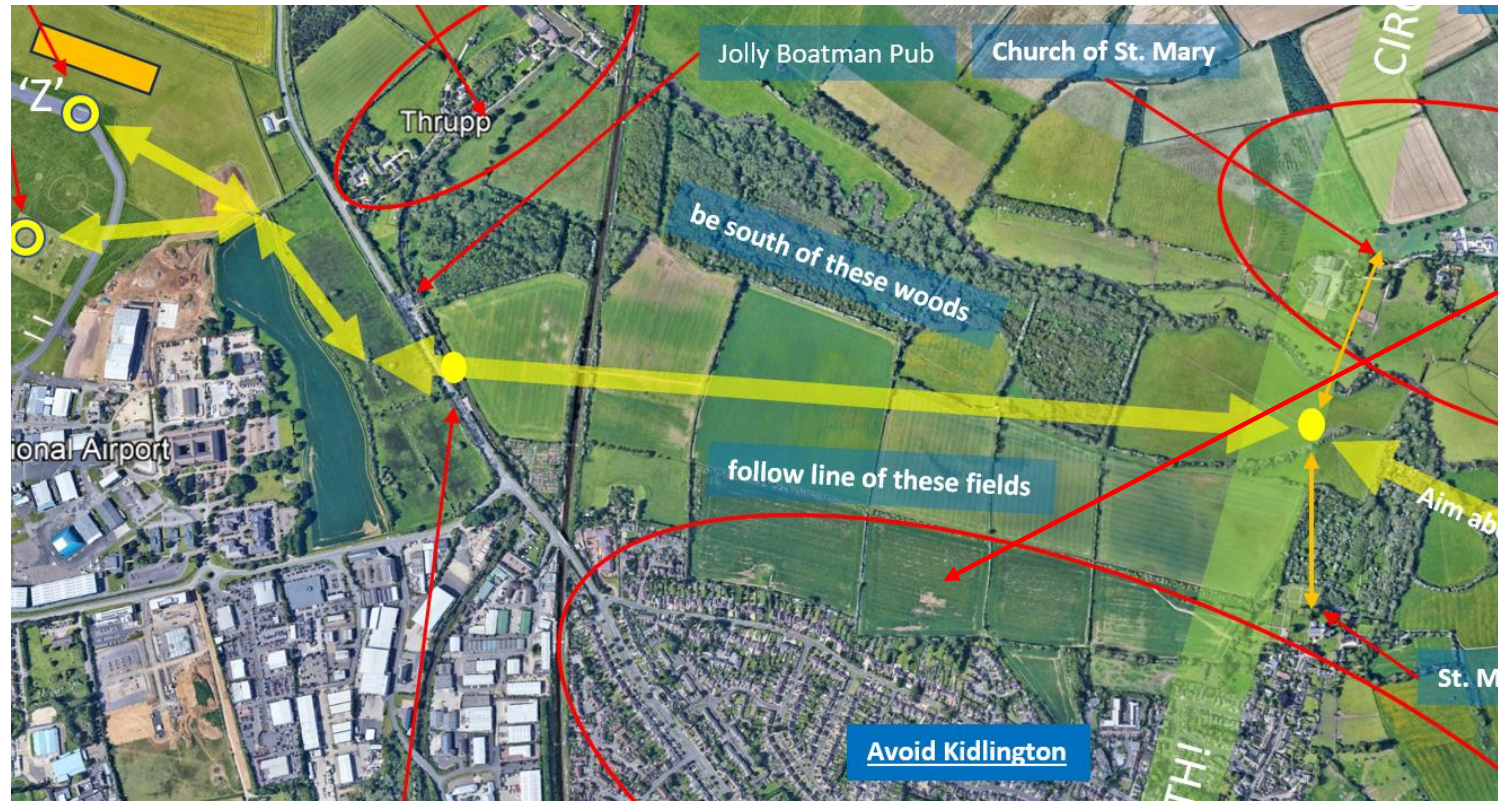 Jolly Boatman Pub
Church of St. Mary
CIRC
'Z'
Thrupp
be south of these woods
ional Airport
follow line of these fields
Aim abo
St. M
Avoid Kidlington
TH!